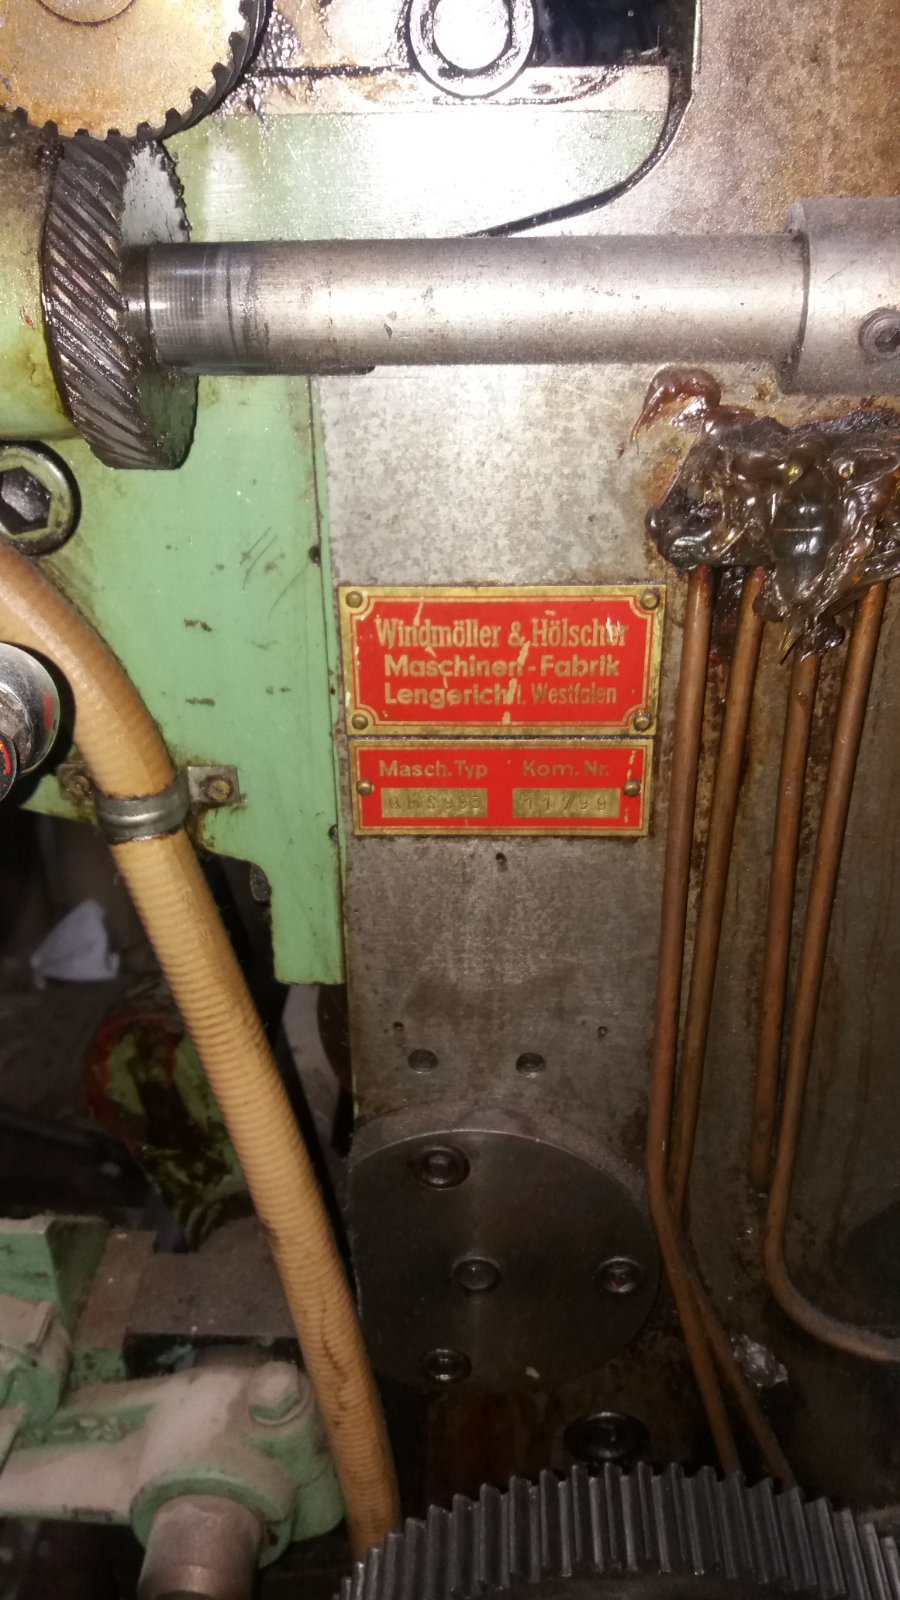 Windmöller & Hölscher
Maschinen-Fabrik
Lengerich i. Westfalen
Masch. Typ Kom. Nr.
11799